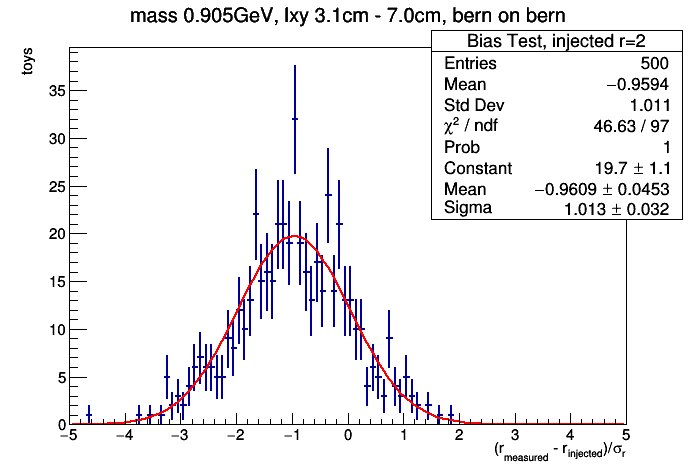 mass 0.905GeV, lxy 3.1cm - 7.0cm, bern on bern
toys
Bias Test, injected r=2
Entries 500
Mean −0.9594
Std Dev 1.011
χ² / ndf 46.63 / 97
Prob 1
Constant 19.7 ± 1.1
Mean −0.9609 ± 0.0453
Sigma 1.013 ± 0.032
35
30
25
20
15
10
5
0
−5 −4 −3 −2 −1 0 1 2 3 4 5
(r_measured - r_injected)/σ_r